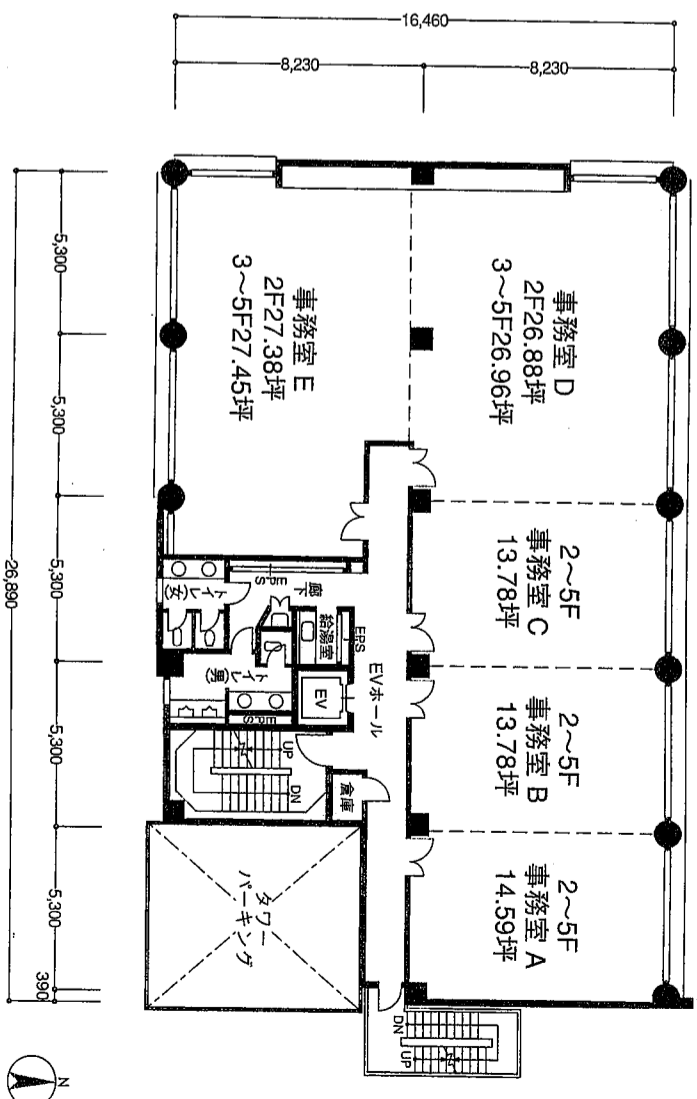 16,460
8,230
8,230
事務室 D
2F26.88坪
3～5F26.96坪
事務室 E
2F27.38坪
3～5F27.45坪
2～5F
事務室 C
13.78坪
2～5F
事務室 B
13.78坪
2～5F
事務室 A
14.59坪
廊下
EPS
EPS
給湯室
トイレ(女)
トイレ(男)
EPS
EV
EVホール
倉庫
UP
DN
タワー
パーキング
DN
UP
5,300
5,300
5,300
5,300
5,300
390
26,890
N